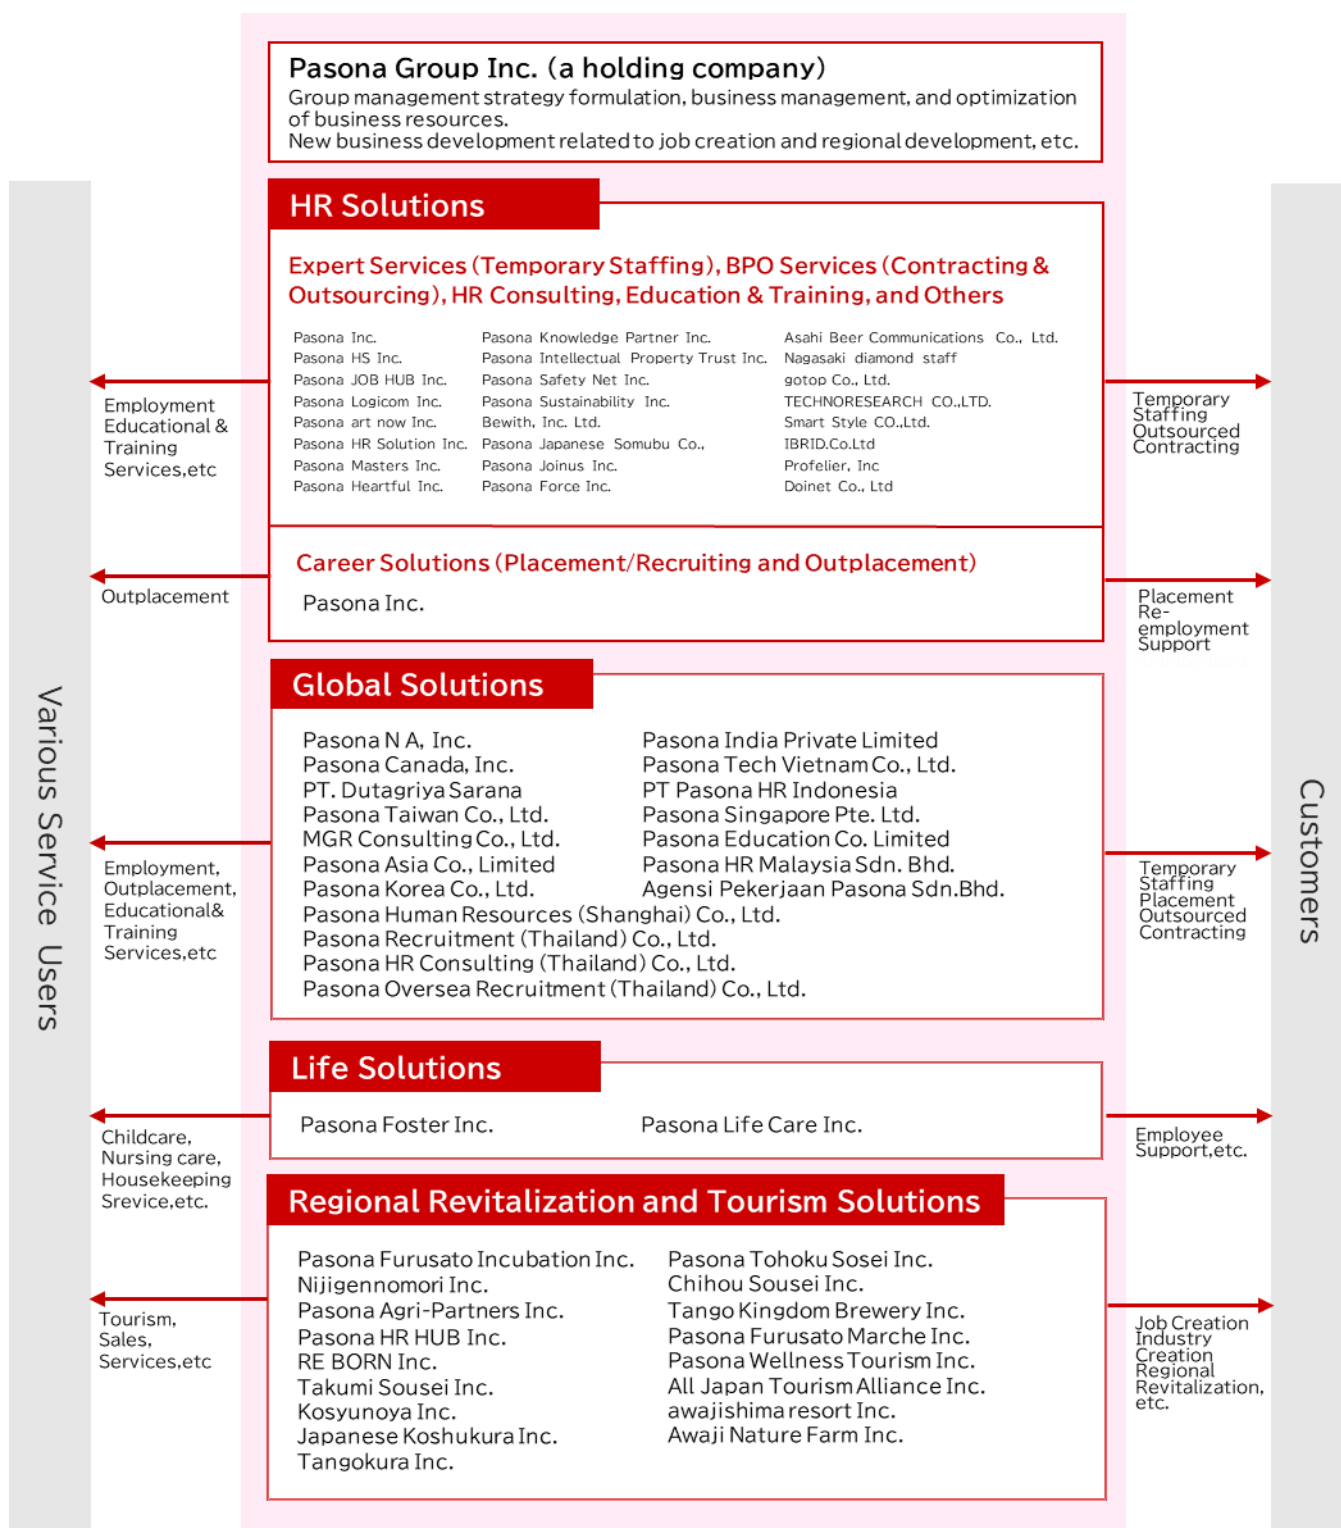 Pasona Group Inc. (a holding company)
Group management strategy formulation, business management, and optimization
of business resources.
New business development related to job creation and regional development, etc.
HR Solutions
Expert Services (Temporary Staffing), BPO Services (Contracting &
Outsourcing), HR Consulting, Education & Training, and Others
Pasona Inc.
Pasona HS Inc.
Pasona JOB HUB Inc.
Pasona Logicom Inc.
Pasona art now Inc.
Pasona HR Solution Inc.
Pasona Masters Inc.
Pasona Heartful Inc.
Pasona Knowledge Partner Inc.
Pasona Intellectual Property Trust Inc.
Pasona Safety Net Inc.
Pasona Sustainability Inc.
Bewith, Inc. Ltd.
Pasona Japanese Somubu Co.,
Pasona Joinus Inc.
Pasona Force Inc.
Asahi Beer Communications Co., Ltd.
Nagasaki diamond staff
gotop Co., Ltd.
TECHNORESEARCH CO.,LTD.
Smart Style CO.,Ltd.
IBRID.Co.Ltd
Profelier, Inc
Doinet Co., Ltd
Employment
Educational &
Training
Services,etc
Temporary
Staffing
Outsourced
Contracting
Career Solutions (Placement/Recruiting and Outplacement)
Pasona Inc.
Outplacement
Placement
Re-
employment
Support
Global Solutions
Pasona N A, Inc.
Pasona Canada, Inc.
PT. Dutagriya Sarana
Pasona Taiwan Co., Ltd.
MGR Consulting Co., Ltd.
Pasona Asia Co., Limited
Pasona Korea Co., Ltd.
Pasona Human Resources (Shanghai) Co., Ltd.
Pasona Recruitment (Thailand) Co., Ltd.
Pasona HR Consulting (Thailand) Co., Ltd.
Pasona Oversea Recruitment (Thailand) Co., Ltd.
Pasona India Private Limited
Pasona Tech Vietnam Co., Ltd.
PT Pasona HR Indonesia
Pasona Singapore Pte. Ltd.
Pasona Education Co. Limited
Pasona HR Malaysia Sdn. Bhd.
Agensi Pekerjaan Pasona Sdn.Bhd.
Employment,
Outplacement,
Educational&
Training
Services,etc
Temporary
Staffing
Placement
Outsourced
Contracting
Life Solutions
Pasona Foster Inc.
Pasona Life Care Inc.
Childcare,
Nursing care,
Housekeeping
Srevice,etc.
Employee
Support,etc.
Regional Revitalization and Tourism Solutions
Pasona Furusato Incubation Inc.
Nijigennomori Inc.
Pasona Agri-Partners Inc.
Pasona HR HUB Inc.
RE BORN Inc.
Takumi Sousei Inc.
Kosyunoya Inc.
Japanese Koshukura Inc.
Tangokura Inc.
Pasona Tohoku Sosei Inc.
Chihou Sousei Inc.
Tango Kingdom Brewery Inc.
Pasona Furusato Marche Inc.
Pasona Wellness Tourism Inc.
All Japan Tourism Alliance Inc.
awajishima resort Inc.
Awaji Nature Farm Inc.
Tourism,
Sales,
Services,etc
Job Creation
Industry
Creation
Regional
Revitalization,
etc.
Various Service Users
Customers